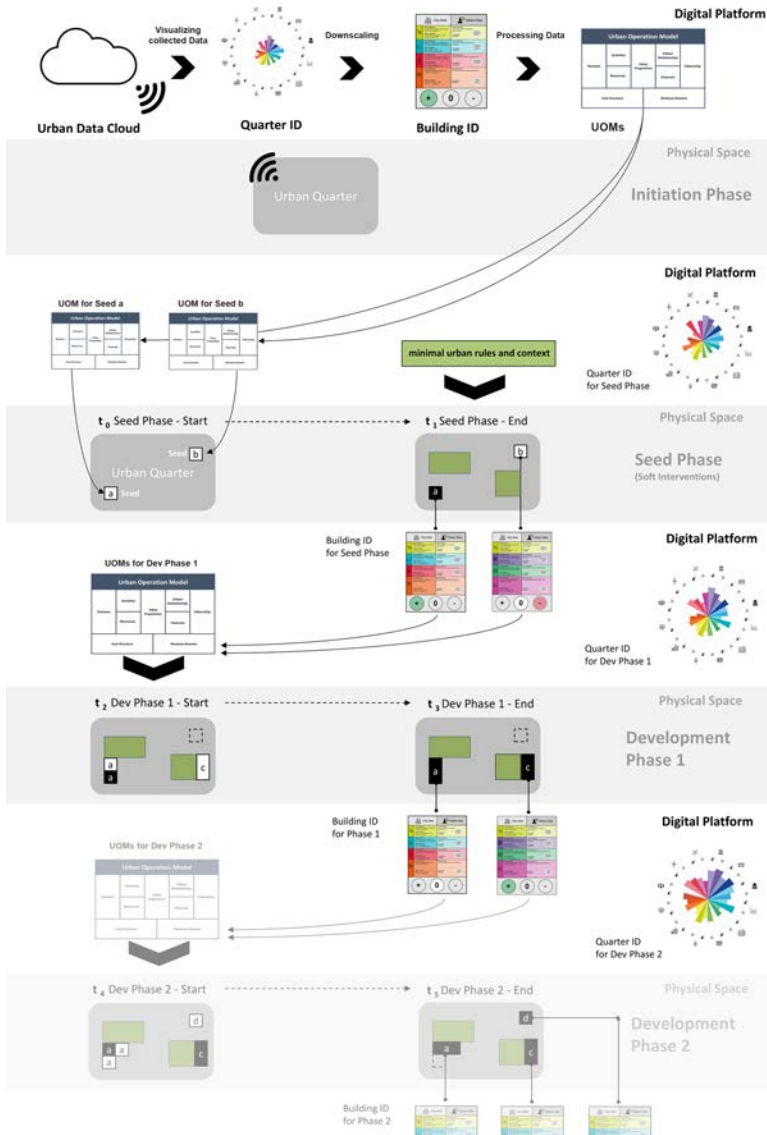 Digital Platform
Visualizing
collected Data
Downscaling
Processing Data
Urban Operation Model
Urban Data Cloud
Quarter ID
Building ID
UOMs
+ 0 -
Physical Space
Urban Quarter
Initiation Phase
Digital Platform
UOM for Seed a
UOM for Seed b
Urban Operation Model
Urban Operation Model
minimal urban rules and context
Quarter ID
for Seed Phase
Physical Space
t0 Seed Phase - Start
t1 Seed Phase - End
Seed b
Urban Quarter
a Seed
b
a
Seed Phase
(Soft Interventions)
Digital Platform
Building ID
for Seed Phase
UOMs for Dev Phase 1
Urban Operation Model
+ 0 -
+ 0 -
Quarter ID
for Dev Phase 1
Physical Space
t2 Dev Phase 1 - Start
t3 Dev Phase 1 - End
a
a
c
a
c
Development
Phase 1
Digital Platform
Building ID
for Phase 1
UOMs for Dev Phase 2
Urban Operation Model
+ 0 -
+ 0 -
Quarter ID
for Dev Phase 2
Physical Space
t4 Dev Phase 2 - Start
t5 Dev Phase 2 - End
d
a a
a
c
d
a
c
Development
Phase 2
Building ID
for Phase 2